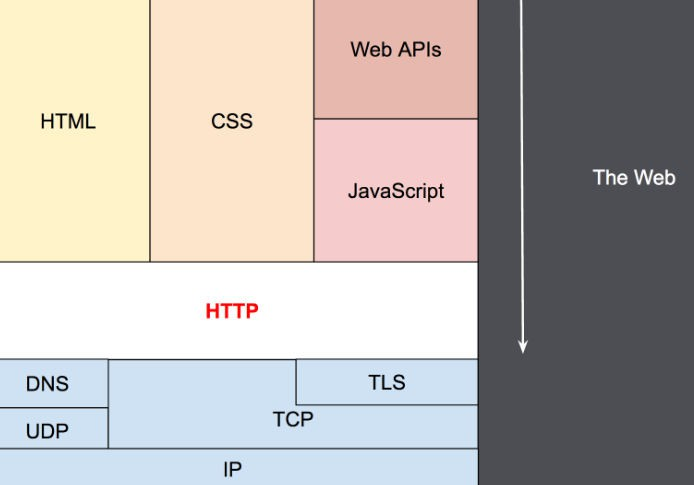 Web APIs
HTML
CSS
The Web
JavaScript
HTTP
DNS
TLS
TCP
UDP
IP